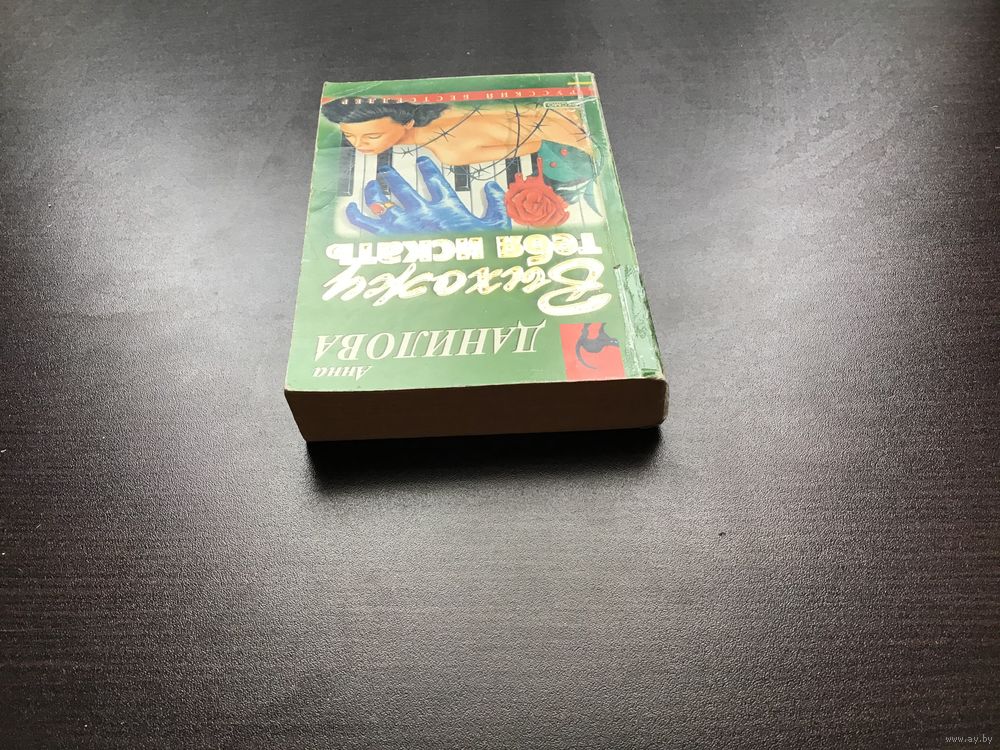 Анна
ДАНИЛОВА
Выхожу
тебя искать
РУССКИЙ БЕСТСЕЛЛЕР
www.ay.by